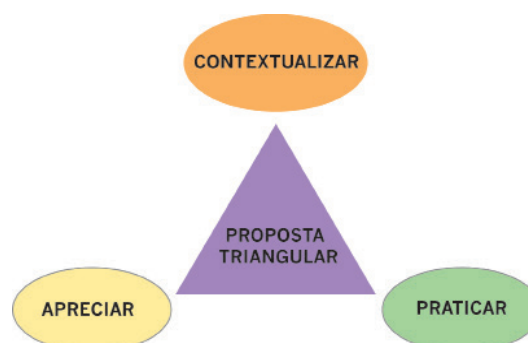 CONTEXTUALIZAR
PROPOSTA
TRIANGULAR
APRECIAR
PRATICAR